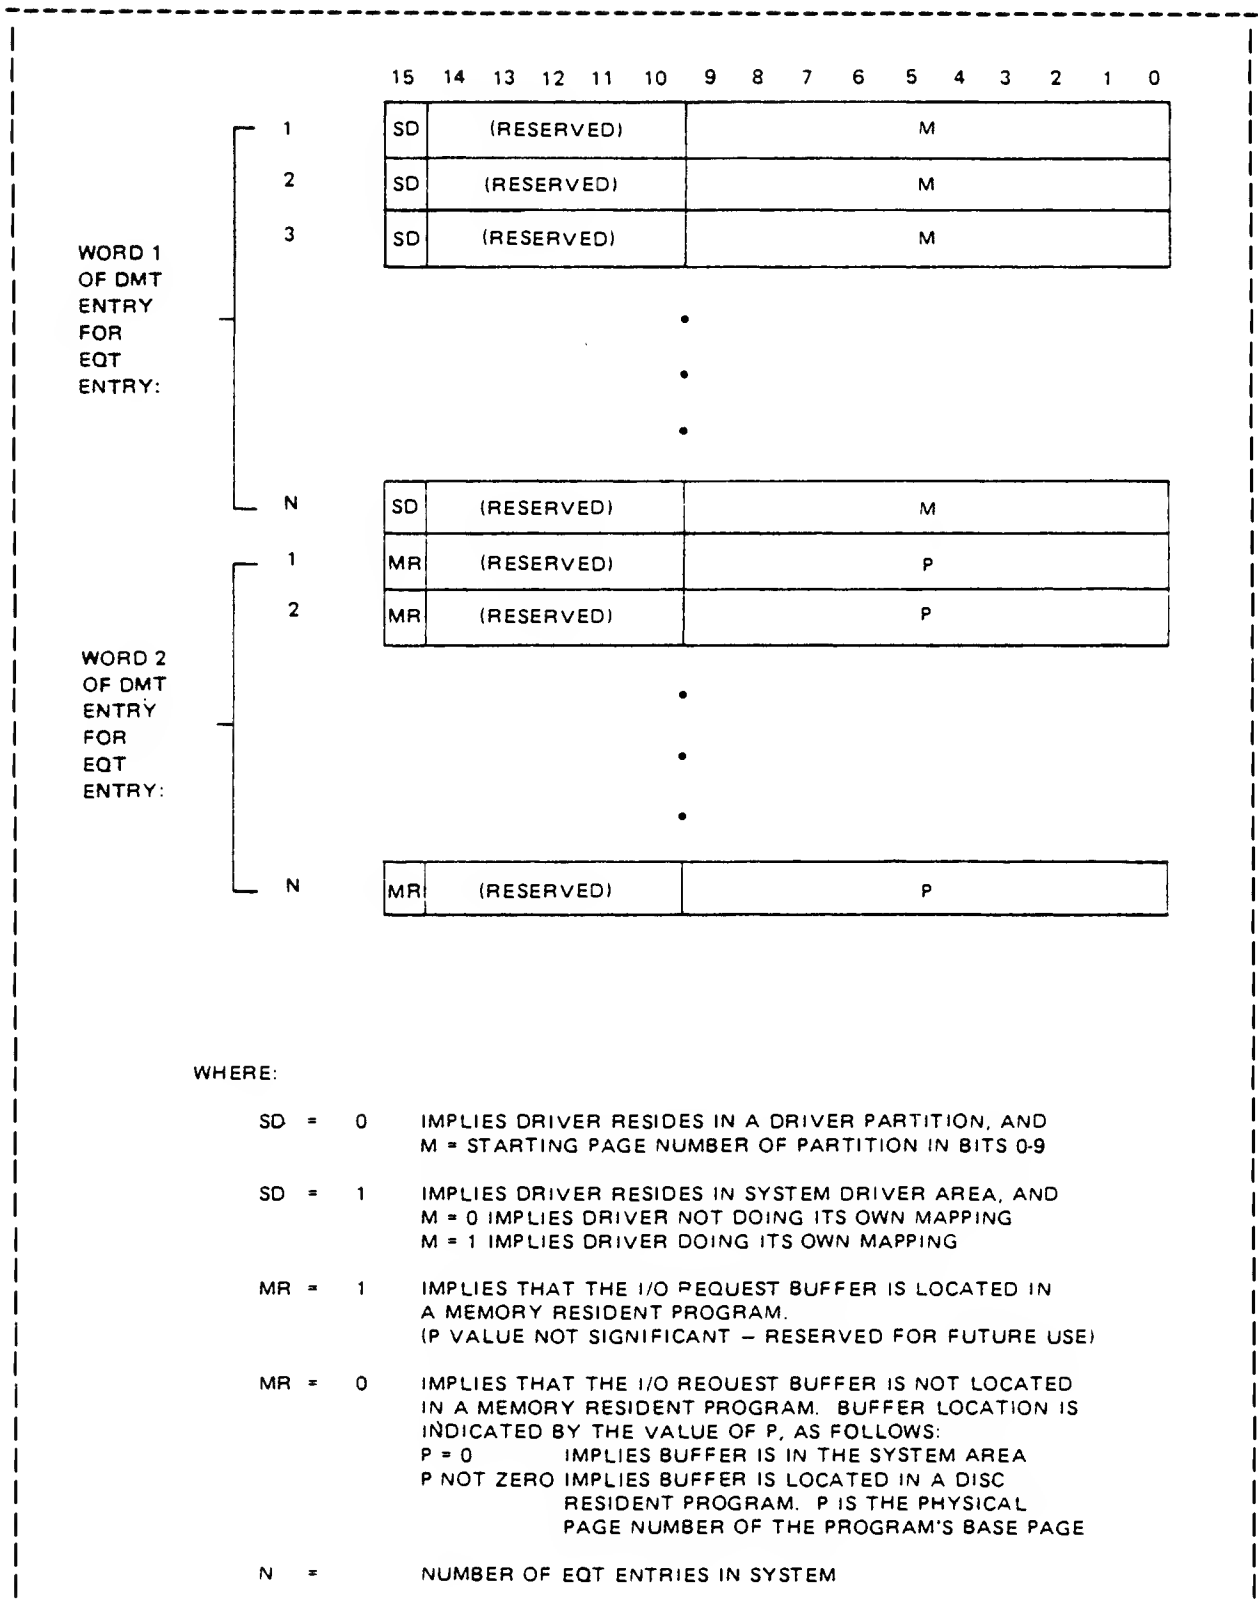 15 14 13 12 11 10 9 8 7 6 5 4 3 2 1 0
1 SD (RESERVED) M
2 SD (RESERVED) M
3 SD (RESERVED) M
WORD 1
OF DMT
ENTRY
FOR
EQT
ENTRY:
N SD (RESERVED) M
1 MR (RESERVED) P
2 MR (RESERVED) P
WORD 2
OF DMT
ENTRY
FOR
EQT
ENTRY:
N MR (RESERVED) P
WHERE:
SD = 0 IMPLIES DRIVER RESIDES IN A DRIVER PARTITION, AND
M = STARTING PAGE NUMBER OF PARTITION IN BITS 0-9
SD = 1 IMPLIES DRIVER RESIDES IN SYSTEM DRIVER AREA, AND
M = 0 IMPLIES DRIVER NOT DOING ITS OWN MAPPING
M = 1 IMPLIES DRIVER DOING ITS OWN MAPPING
MR = 1 IMPLIES THAT THE I/O REQUEST BUFFER IS LOCATED IN
A MEMORY RESIDENT PROGRAM.
(P VALUE NOT SIGNIFICANT – RESERVED FOR FUTURE USE)
MR = 0 IMPLIES THAT THE I/O REQUEST BUFFER IS NOT LOCATED
IN A MEMORY RESIDENT PROGRAM. BUFFER LOCATION IS
INDICATED BY THE VALUE OF P, AS FOLLOWS:
P = 0 IMPLIES BUFFER IS IN THE SYSTEM AREA
P NOT ZERO IMPLIES BUFFER IS LOCATED IN A DISC
RESIDENT PROGRAM. P IS THE PHYSICAL
PAGE NUMBER OF THE PROGRAM'S BASE PAGE
N = NUMBER OF EQT ENTRIES IN SYSTEM